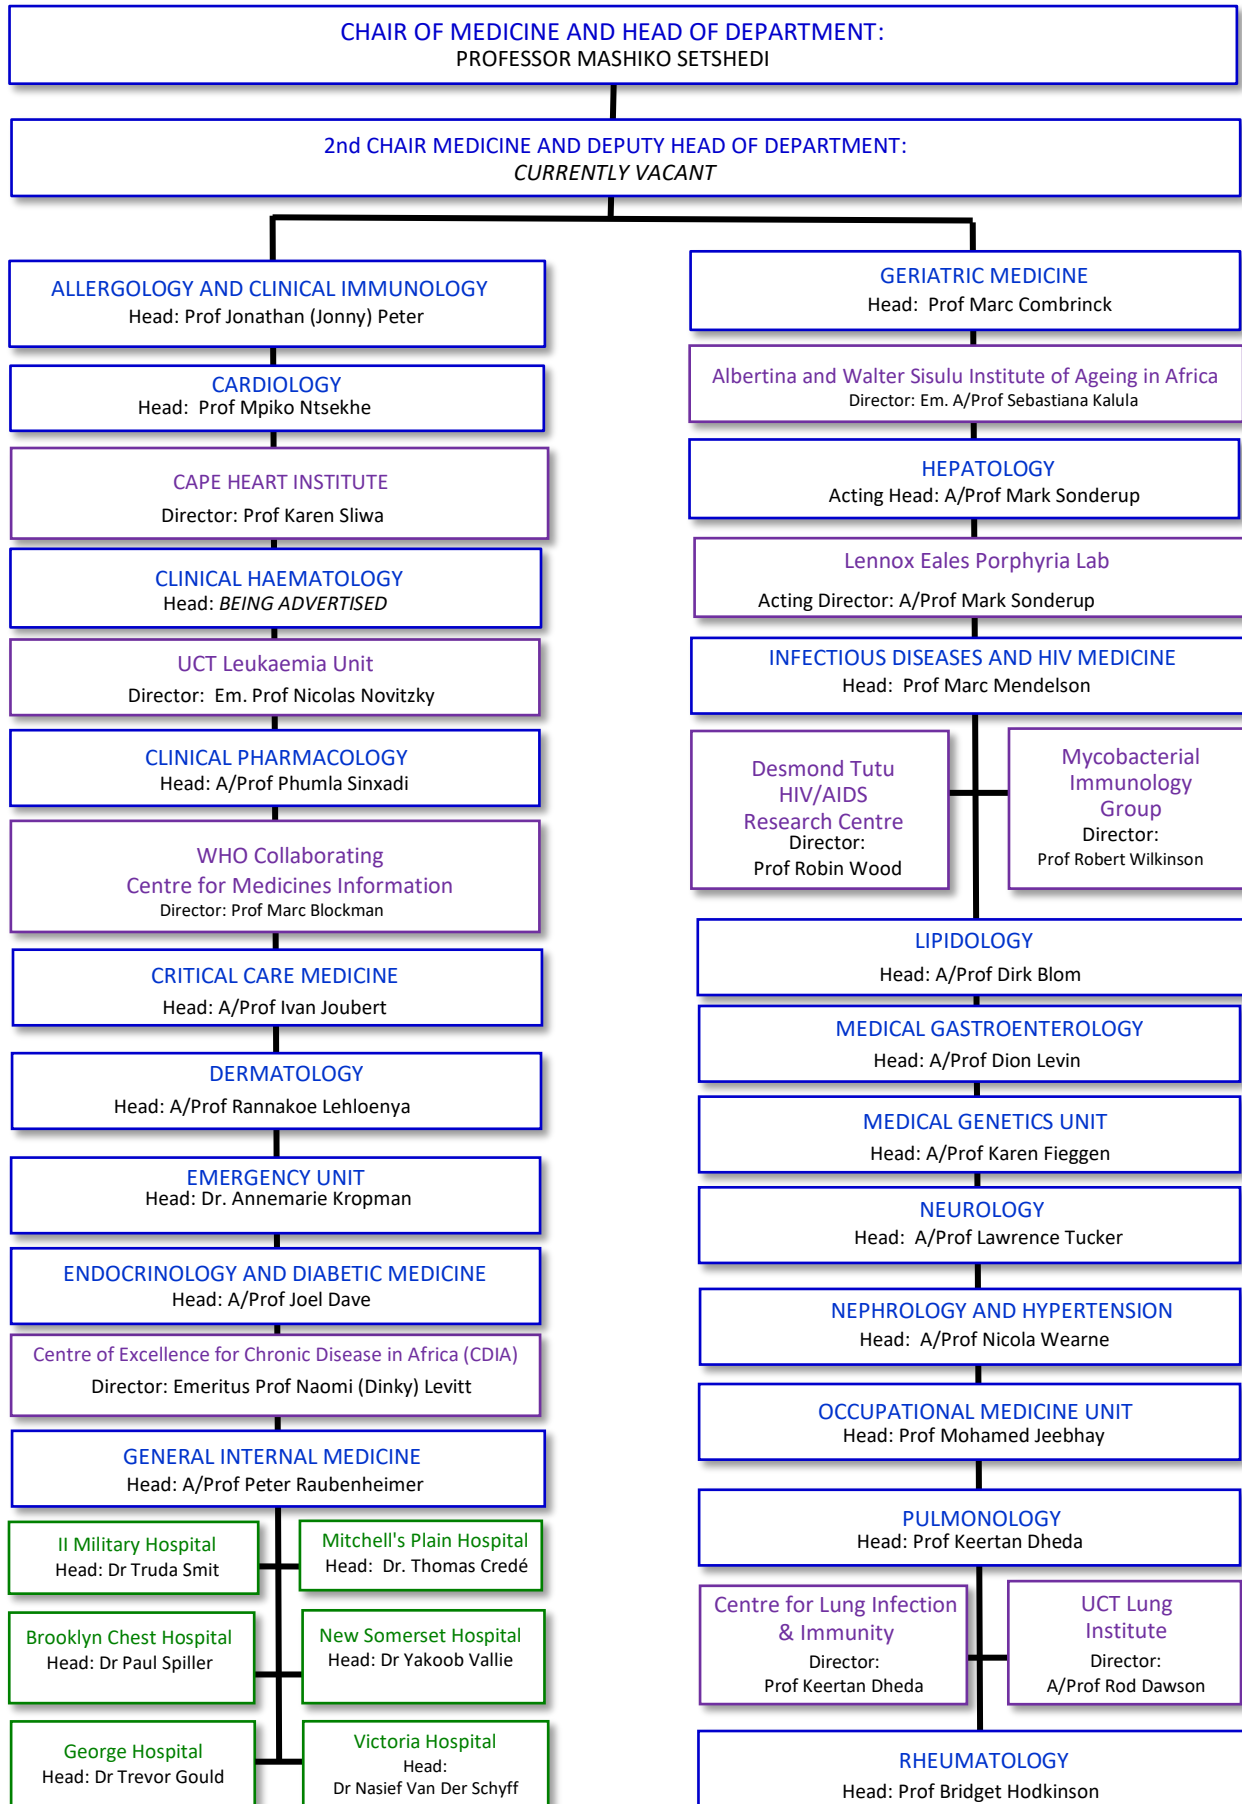 CHAIR OF MEDICINE AND HEAD OF DEPARTMENT:
PROFESSOR MASHIKO SETSHEDI
2nd CHAIR MEDICINE AND DEPUTY HEAD OF DEPARTMENT:
CURRENTLY VACANT
ALLERGOLOGY AND CLINICAL IMMUNOLOGY
Head: Prof Jonathan (Jonny) Peter
CARDIOLOGY
Head: Prof Mpiko Ntsekhe
CAPE HEART INSTITUTE
Director: Prof Karen Sliwa
CLINICAL HAEMATOLOGY
Head: BEING ADVERTISED
UCT Leukaemia Unit
Director: Em. Prof Nicolas Novitzky
CLINICAL PHARMACOLOGY
Head: A/Prof Phumla Sinxadi
WHO Collaborating
Centre for Medicines Information
Director: Prof Marc Blockman
CRITICAL CARE MEDICINE
Head: A/Prof Ivan Joubert
DERMATOLOGY
Head: A/Prof Rannakoe Lehloenya
EMERGENCY UNIT
Head: Dr. Annemarie Kropman
ENDOCRINOLOGY AND DIABETIC MEDICINE
Head: A/Prof Joel Dave
Centre of Excellence for Chronic Disease in Africa (CDIA)
Director: Emeritus Prof Naomi (Dinky) Levitt
GENERAL INTERNAL MEDICINE
Head: A/Prof Peter Raubenheimer
II Military Hospital
Head: Dr Truda Smit
Mitchell's Plain Hospital
Head: Dr. Thomas Credé
Brooklyn Chest Hospital
Head: Dr Paul Spiller
New Somerset Hospital
Head: Dr Yakoob Vallie
George Hospital
Head: Dr Trevor Gould
Victoria Hospital
Head:
Dr Nasief Van Der Schyff
GERIATRIC MEDICINE
Head: Prof Marc Combrinck
Albertina and Walter Sisulu Institute of Ageing in Africa
Director: Em. A/Prof Sebastiana Kalula
HEPATOLOGY
Acting Head: A/Prof Mark Sonderup
Lennox Eales Porphyria Lab
Acting Director: A/Prof Mark Sonderup
INFECTIOUS DISEASES AND HIV MEDICINE
Head: Prof Marc Mendelson
Desmond Tutu
HIV/AIDS
Research Centre
Director:
Prof Robin Wood
Mycobacterial
Immunology
Group
Director:
Prof Robert Wilkinson
LIPIDOLOGY
Head: A/Prof Dirk Blom
MEDICAL GASTROENTEROLOGY
Head: A/Prof Dion Levin
MEDICAL GENETICS UNIT
Head: A/Prof Karen Fieggen
NEUROLOGY
Head: A/Prof Lawrence Tucker
NEPHROLOGY AND HYPERTENSION
Head: A/Prof Nicola Wearne
OCCUPATIONAL MEDICINE UNIT
Head: Prof Mohamed Jeebhay
PULMONOLOGY
Head: Prof Keertan Dheda
Centre for Lung Infection
& Immunity
Director:
Prof Keertan Dheda
UCT Lung
Institute
Director:
A/Prof Rod Dawson
RHEUMATOLOGY
Head: Prof Bridget Hodkinson